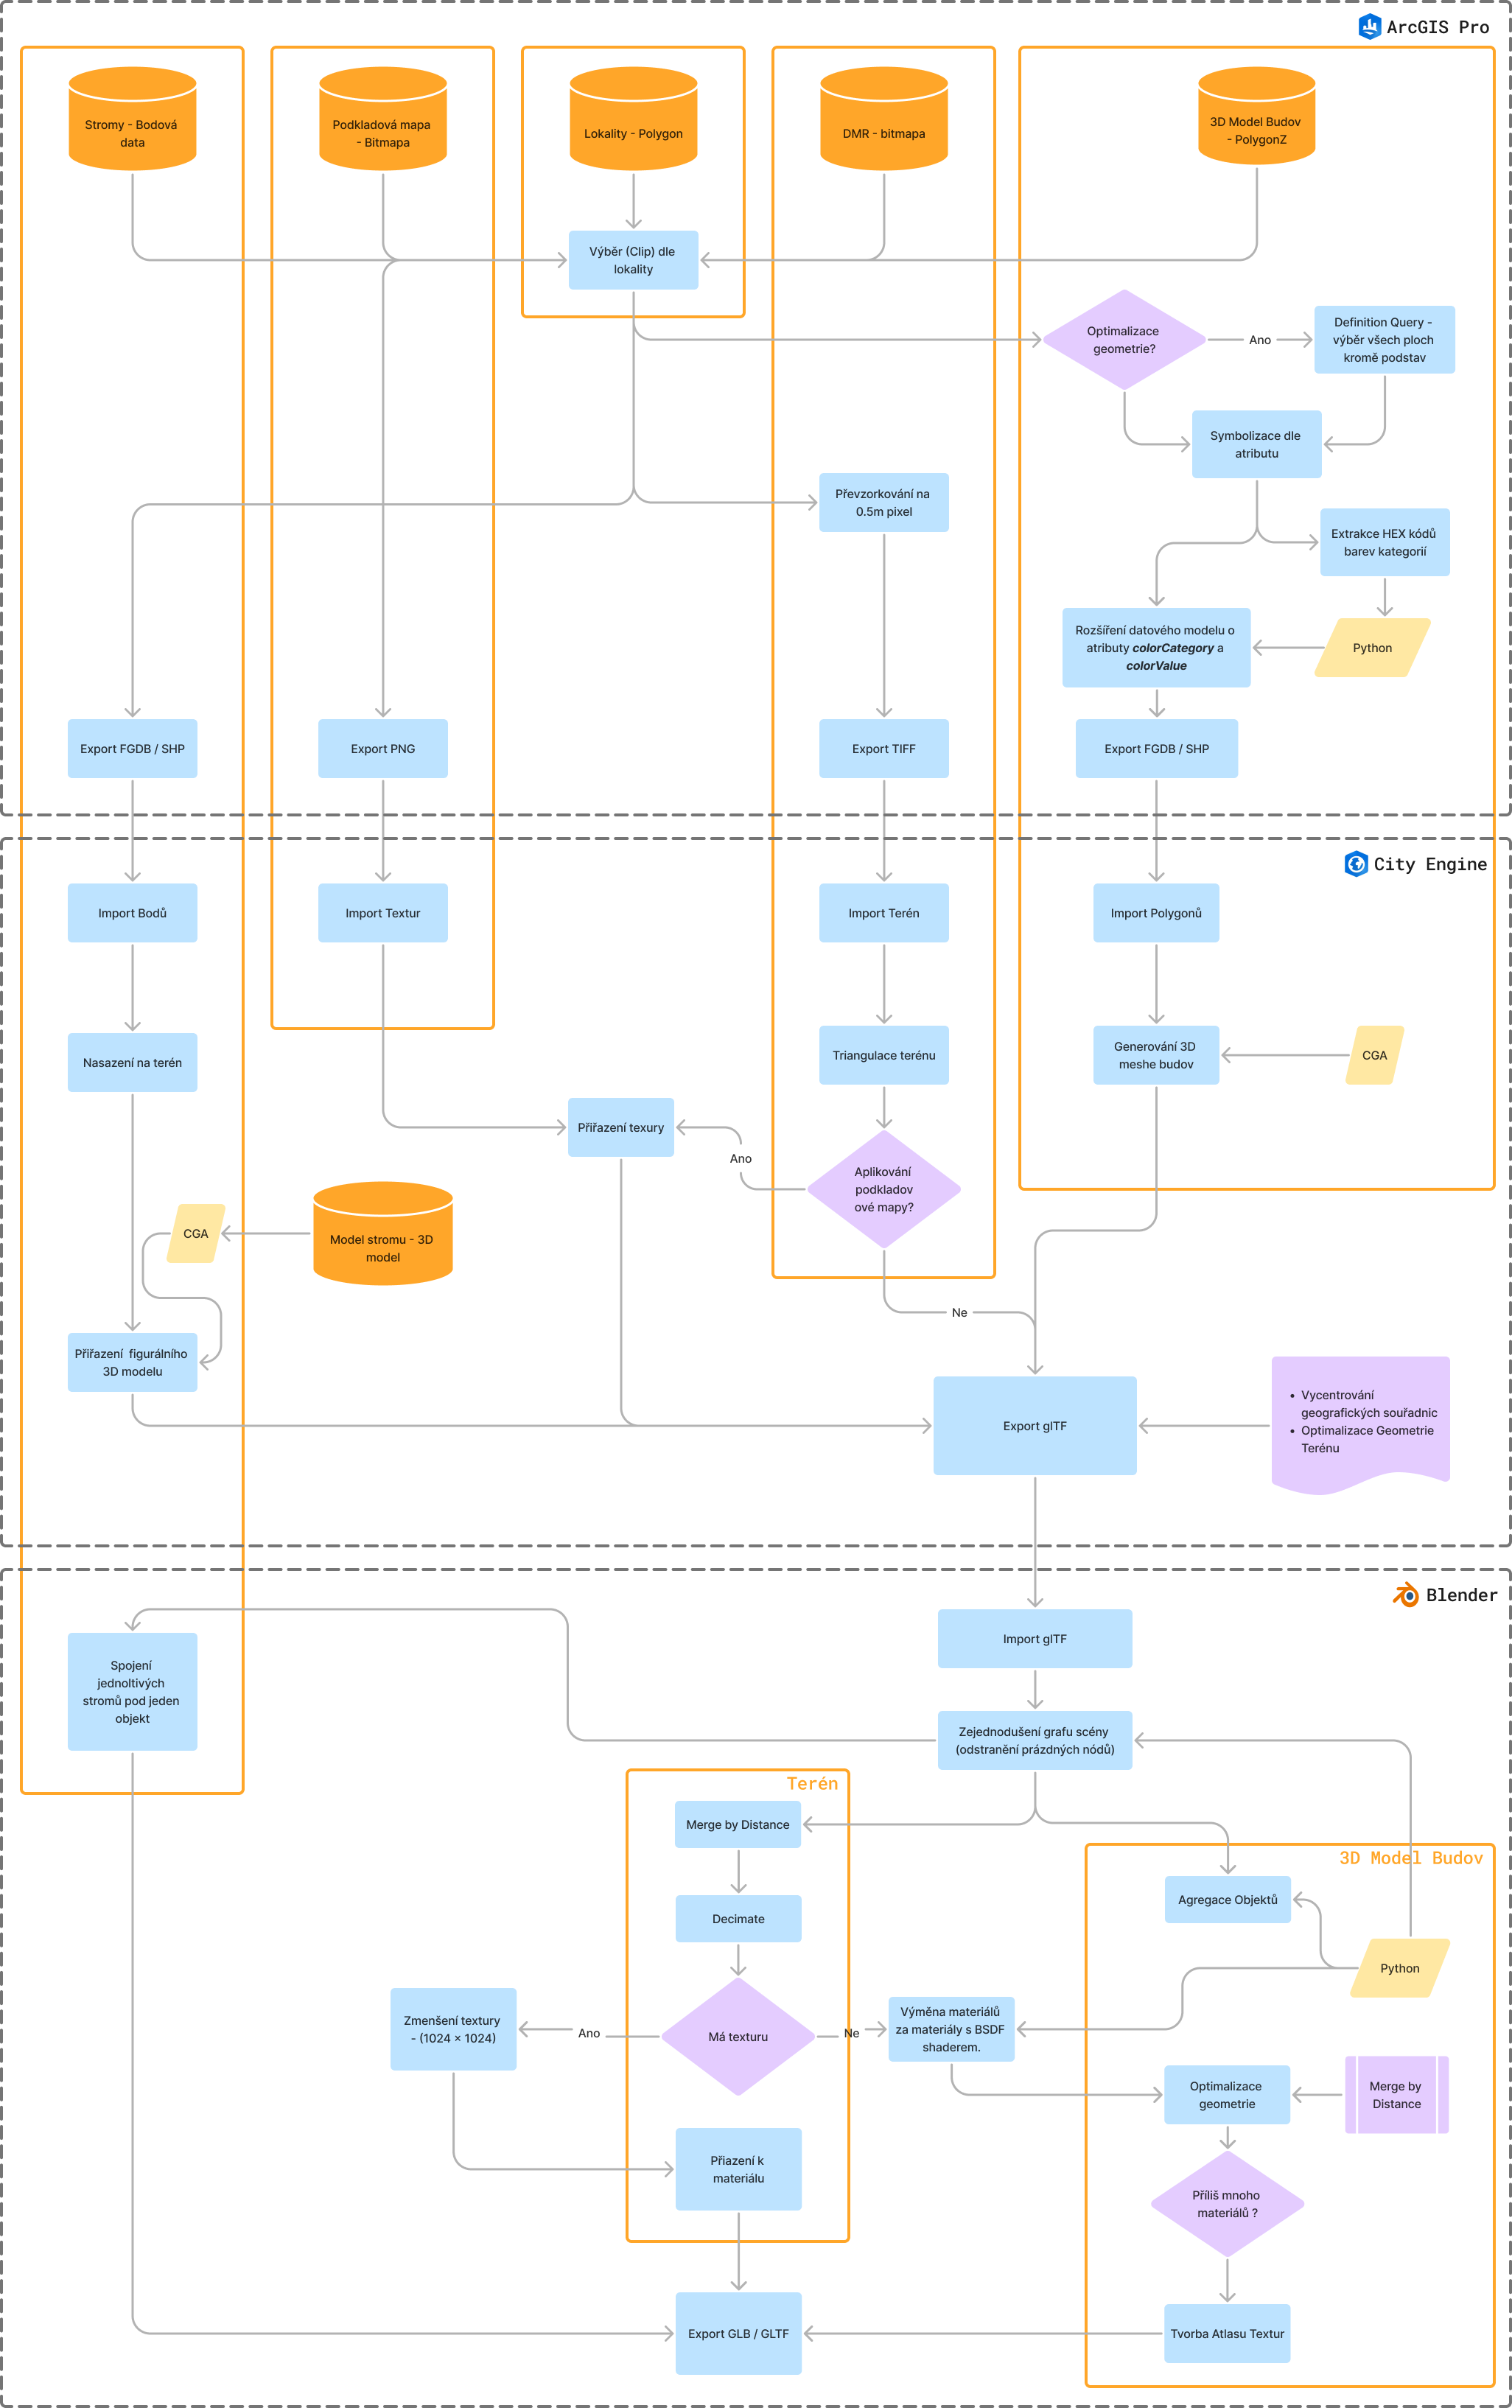 ArcGIS Pro
Stromy - Bodová
data
Podkladová mapa
- Bitmapa
Lokality - Polygon
DMR - bitmapa
3D Model Budov
- PolygonZ
Výběr (Clip) dle
lokality
Optimalizace
geometrie?
Ano
Definition Query -
výběr všech ploch
kromě podstav
Symbolizace dle
atributu
Převzorkování na
0.5m pixel
Extrakce HEX kódů
barev kategorií
Rozšíření datového modelu o
atributy colorCategory a
colorValue
Python
Export FGDB / SHP
Export PNG
Export TIFF
Export FGDB / SHP
City Engine
Import Bodů
Import Textur
Import Terén
Import Polygonů
Nasazení na terén
Triangulace terénu
Generování 3D
meshe budov
CGA
Přiřazení texury
Ano
Aplikování
podkladov
ové mapy?
CGA
Model stromu - 3D
model
Ne
Přiřazení figurálního
3D modelu
Export glTF
• Vycentrování
geografických souřadnic
• Optimalizace Geometrie
Terénu
Blender
Import glTF
Spojení
jednoltivých
stromů pod jeden
objekt
Zejednodušení grafu scény
(odstranění prázdných nódů)
Terén
Merge by Distance
3D Model Budov
Agregace Objektů
Decimate
Python
Zmenšení textury
- (1024 × 1024)
Ano
Má texturu
Ne
Výměna materiálů
za materiály s BSDF
shaderem.
Optimalizace
geometrie
Merge by
Distance
Přiazení k
materiálu
Příliš mnoho
materiálů ?
Export GLB / GLTF
Tvorba Atlasu Textur